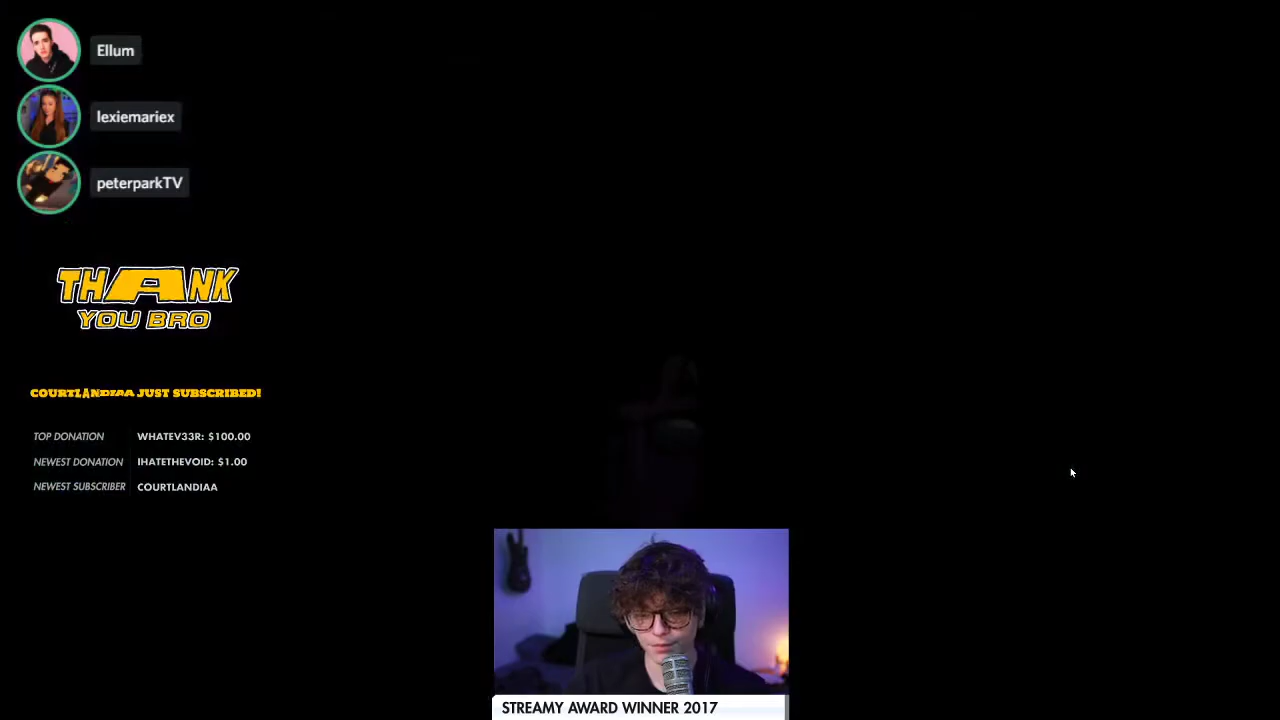 Ellum
lexiemariex
peterparkTV
THANK
YOU BRO
COURTLANDIAA JUST SUBSCRIBED!
TOP DONATION WHATEV33R: $100.00
NEWEST DONATION IHATETHEVOID: $1.00
NEWEST SUBSCRIBER COURTLANDIAA
STREAMY AWARD WINNER 2017